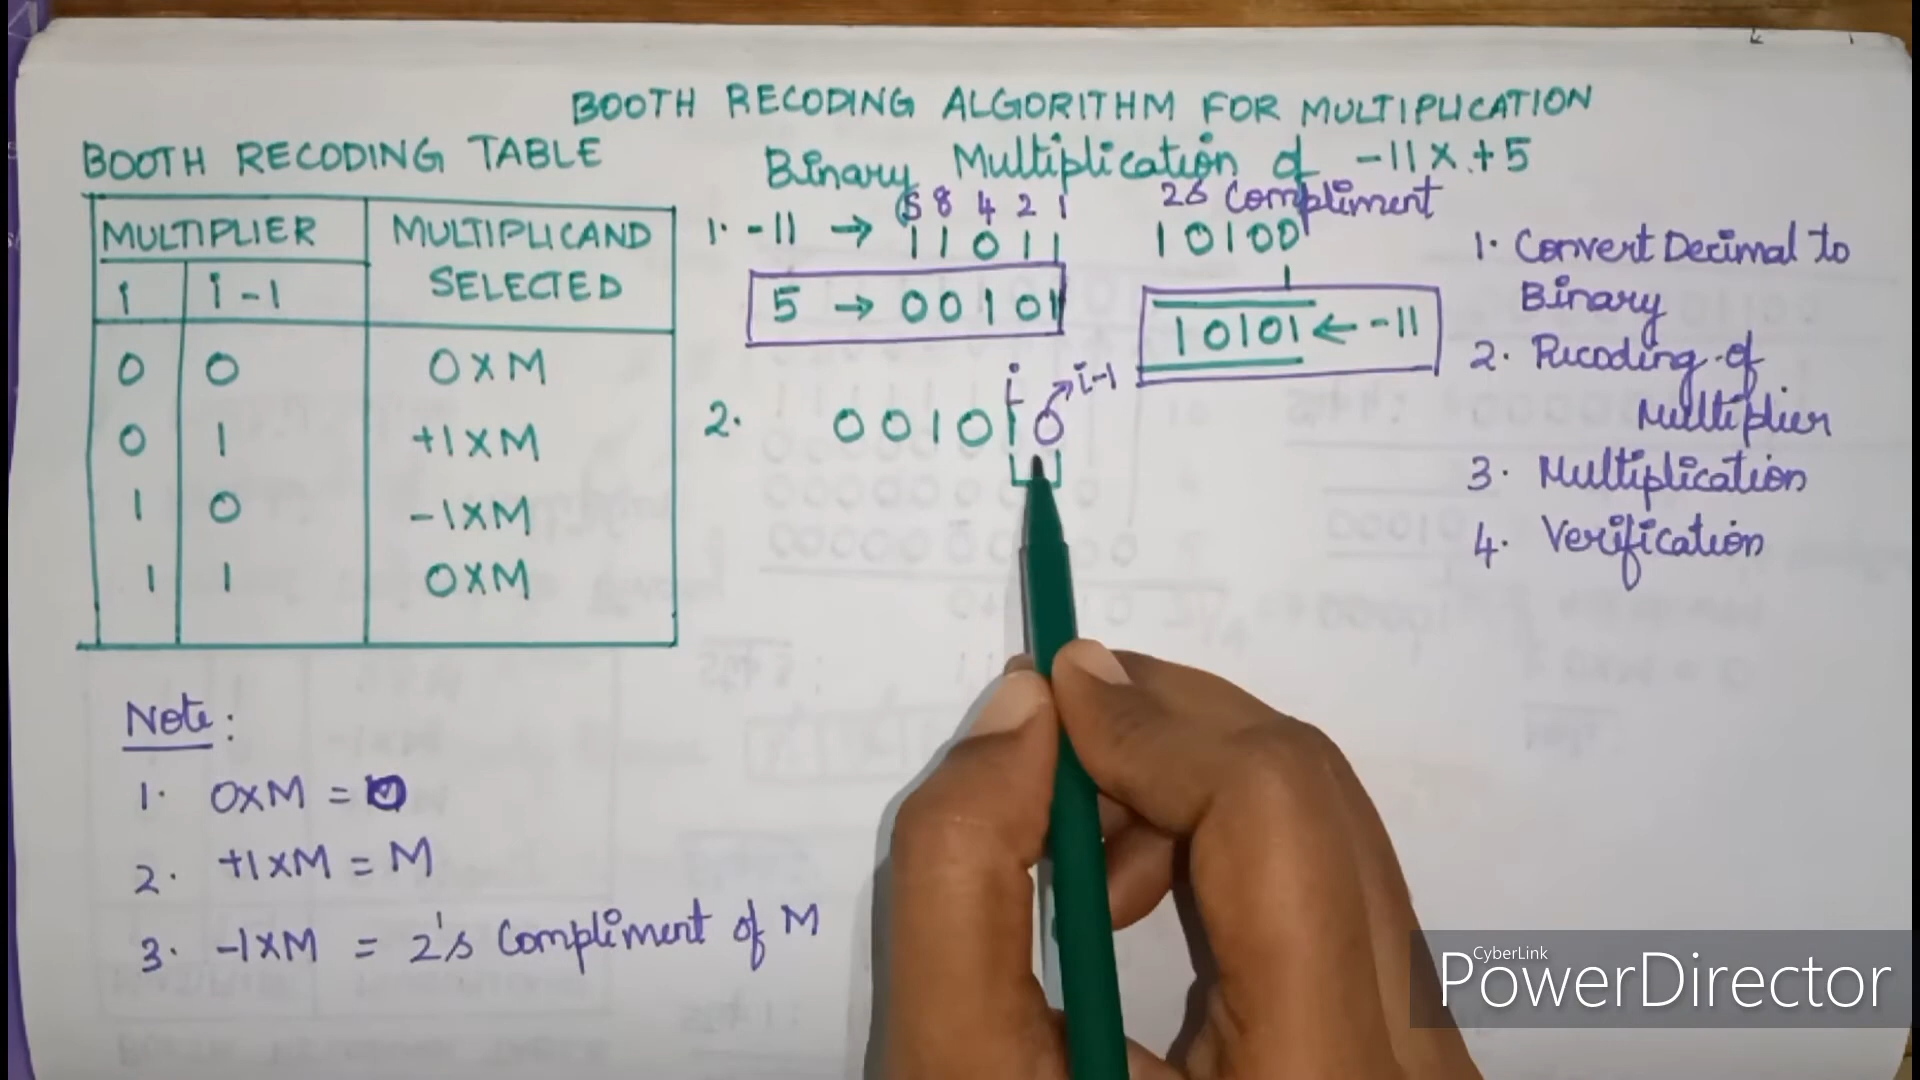 BOOTH RECODING ALGORITHM FOR MULTIPLICATION
BOOTH RECODING TABLE
Binary Multiplication of -11 x +5
MULTIPLIER MULTIPLICAND SELECTED
i i-1
0 0 0XM
0 1 +1XM
1 0 -1XM
1 1 0XM
8 4 2 1
1. -11 → 11011
5 → 00101
2s Compliment
10100
1
10101 ← -11
i i-1
2. 001010
1. Convert Decimal to
Binary
2. Recoding of
Multiplier
3. Multiplication
4. Verification
Note:
1. 0XM = 0
2. +1XM = M
3. -1XM = 2's Compliment of M
CyberLink
PowerDirector